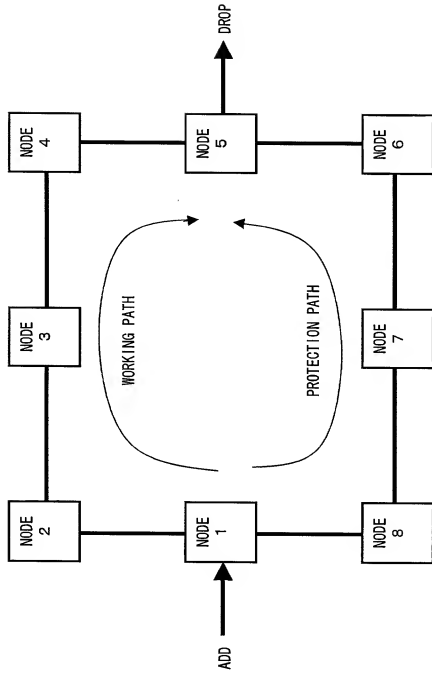 NODE
2
NODE
3
NODE
4
WORKING PATH
ADD
NODE
1
NODE
5
DROP
PROTECTION PATH
NODE
8
NODE
7
NODE
6